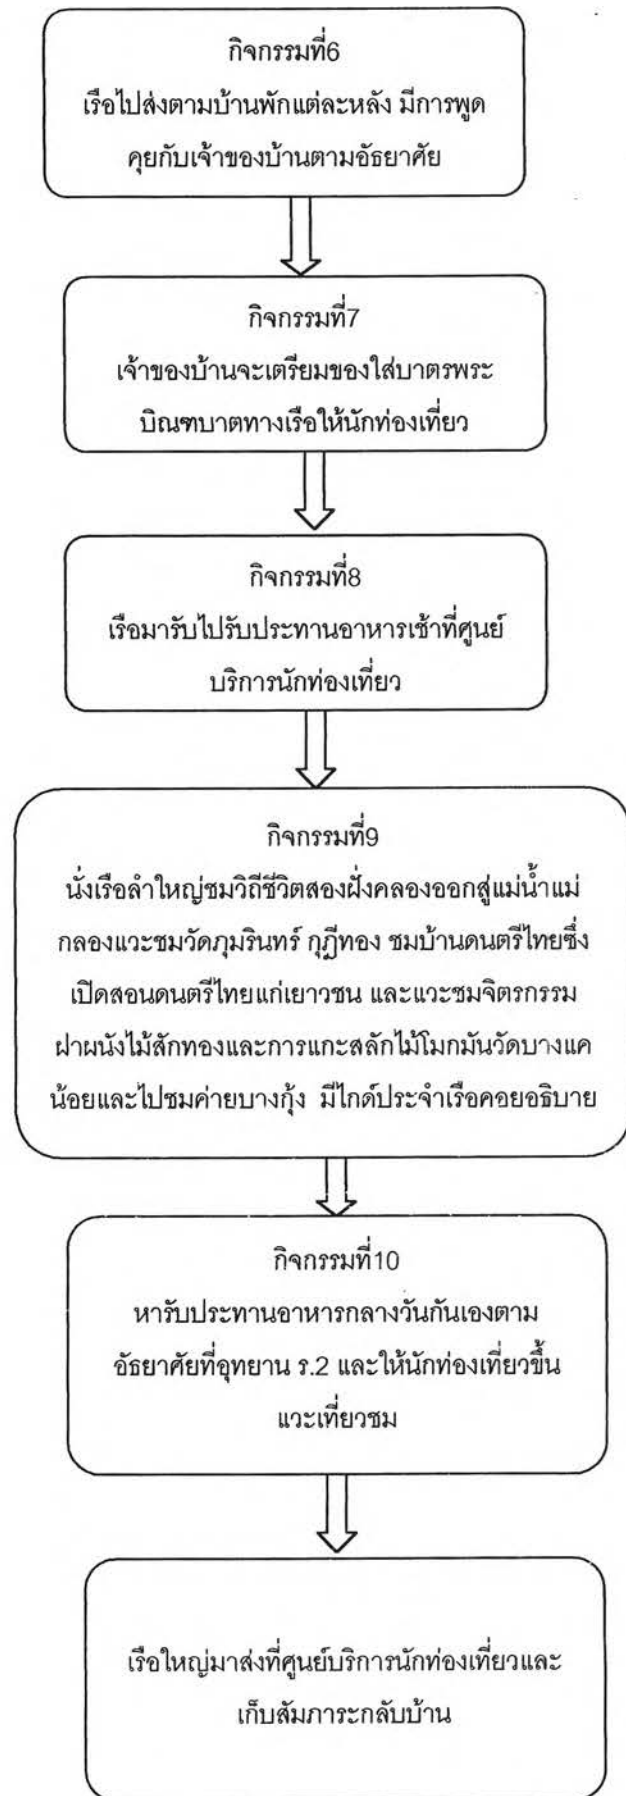 กิจกรรมที่6
เรือไปส่งตามบ้านพักแต่ละหลัง มีการพูด
คุยกับเจ้าของบ้านตามอัธยาศัย
กิจกรรมที่7
เจ้าของบ้านจะเตรียมของใส่บาตรพระ
บิณฑบาตทางเรือให้นักท่องเที่ยว
กิจกรรมที่8
เรือมารับไปรับประทานอาหารเช้าที่ศูนย์
บริการนักท่องเที่ยว
กิจกรรมที่9
นั่งเรือลำใหญ่ชมวิถีชีวิตสองฝั่งคลองออกสู่แม่น้ำแม่
กลองแวะชมวัดภุมรินทร์ กุฎีทอง ชมบ้านดนตรีไทยซึ่ง
เปิดสอนดนตรีไทยแก่เยาวชน และแวะชมจิตรกรรม
ฝาผนังไม้สักทองและการแกะสลักไม้โมกมันวัดบางแค
น้อยและไปชมค่ายบางกุ้ง มีไกด์ประจำเรือคอยอธิบาย
กิจกรรมที่10
หารับประทานอาหารกลางวันกันเองตาม
อัธยาศัยที่อุทยาน ร.2 และให้นักท่องเที่ยวขึ้น
แวะเที่ยวชม
เรือใหญ่มาส่งที่ศูนย์บริการนักท่องเที่ยวและ
เก็บสัมภาระกลับบ้าน